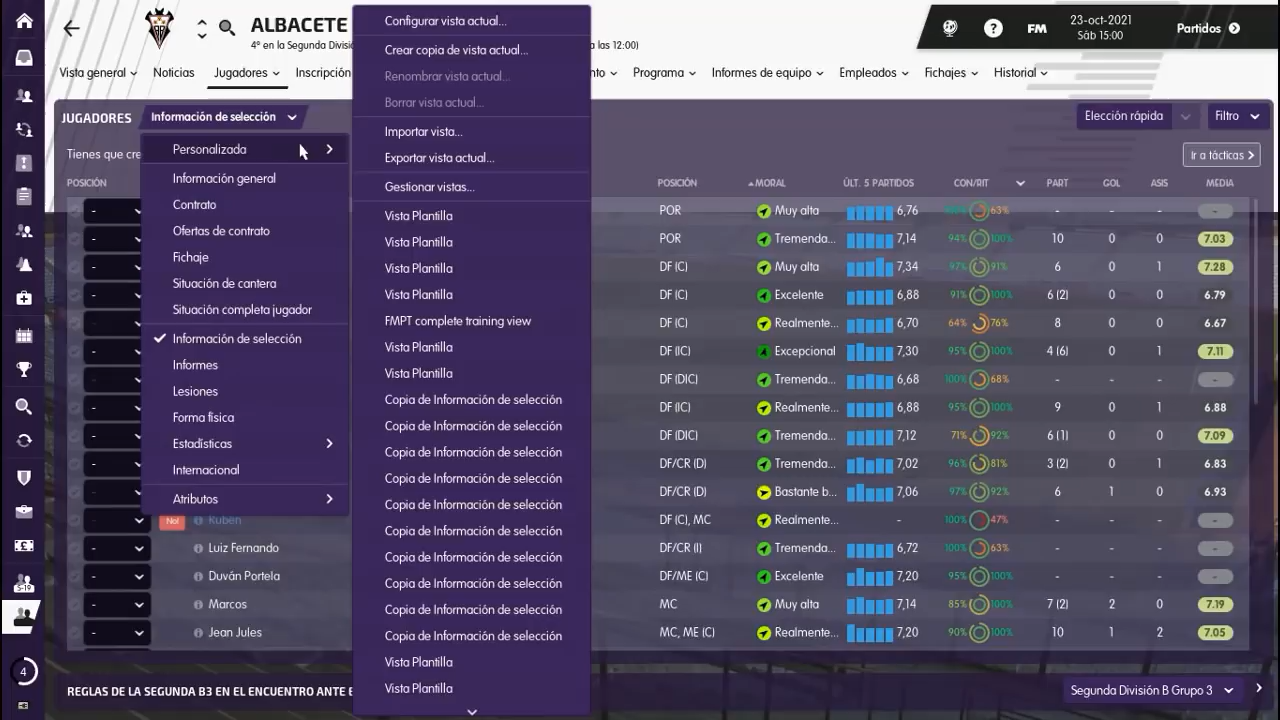 ALBACETE
4º en la Segunda Divisió
as 12:00)
FM
23-oct-2021
Sáb 15:00
Partidos
Vista general
Noticias
Jugadores
Inscripción
Programa
Informes de equipo
Empleados
Fichajes
Historial
JUGADORES
Información de selección
Elección rápida
Filtro
Tienes que cre
Ir a tácticas
Personalizada
Información general
Contrato
Ofertas de contrato
Fichaje
Situación de cantera
Situación completa jugador
Información de selección
Informes
Lesiones
Forma física
Estadísticas
Internacional
Atributos
Configurar vista actual...
Crear copia de vista actual...
Renombrar vista actual...
Borrar vista actual...
Importar vista...
Exportar vista actual...
Gestionar vistas...
Vista Plantilla
Vista Plantilla
Vista Plantilla
Vista Plantilla
FMPT complete training view
Vista Plantilla
Vista Plantilla
Copia de Información de selección
Copia de Información de selección
Copia de Información de selección
Copia de Información de selección
Copia de Información de selección
Copia de Información de selección
Copia de Información de selección
Copia de Información de selección
Copia de Información de selección
Copia de Información de selección
Vista Plantilla
Vista Plantilla
POSICIÓN
POSICIÓN MORAL ÚLT. 5 PARTIDOS CON/RIT PART GOL ASIS MEDIA
POR Muy alta 6,76 100% 63% - - - -
POR Tremenda... 7,14 94% 100% 10 0 0 7.03
DF (C) Muy alta 7,34 97% 91% 6 0 1 7.28
DF (C) Excelente 6,88 91% 100% 6 (2) 0 0 6.79
DF (C) Realmente... 6,70 64% 76% 8 0 0 6.67
DF (IC) Excepcional 7,30 95% 100% 4 (6) 0 1 7.11
DF (DIC) Tremenda... 6,68 100% 68% - - - -
DF (IC) Realmente... 6,88 95% 100% 9 0 1 6.88
DF (DIC) Tremenda... 7,12 71% 92% 6 (1) 0 0 7.09
DF/CR (D) Tremenda... 7,02 96% 81% 3 (2) 0 1 6.83
DF/CR (D) Bastante b... 7,06 97% 92% 6 1 0 6.93
Nol Rubén DF (C), MC Realmente... - 100% 47% - - - -
Luiz Fernando DF/CR (I) Tremenda... 6,72 100% 63% - - - -
Duván Portela DF/ME (C) Excelente 7,20 95% 100% - - - -
Marcos MC Muy alta 7,14 85% 100% 7 (2) 2 0 7.19
Jean Jules MC, ME (C) Realmente... 7,20 90% 100% 10 1 2 7.05
S-19
4
REGLAS DE LA SEGUNDA B3 EN EL ENCUENTRO ANTE
Segunda División B Grupo 3